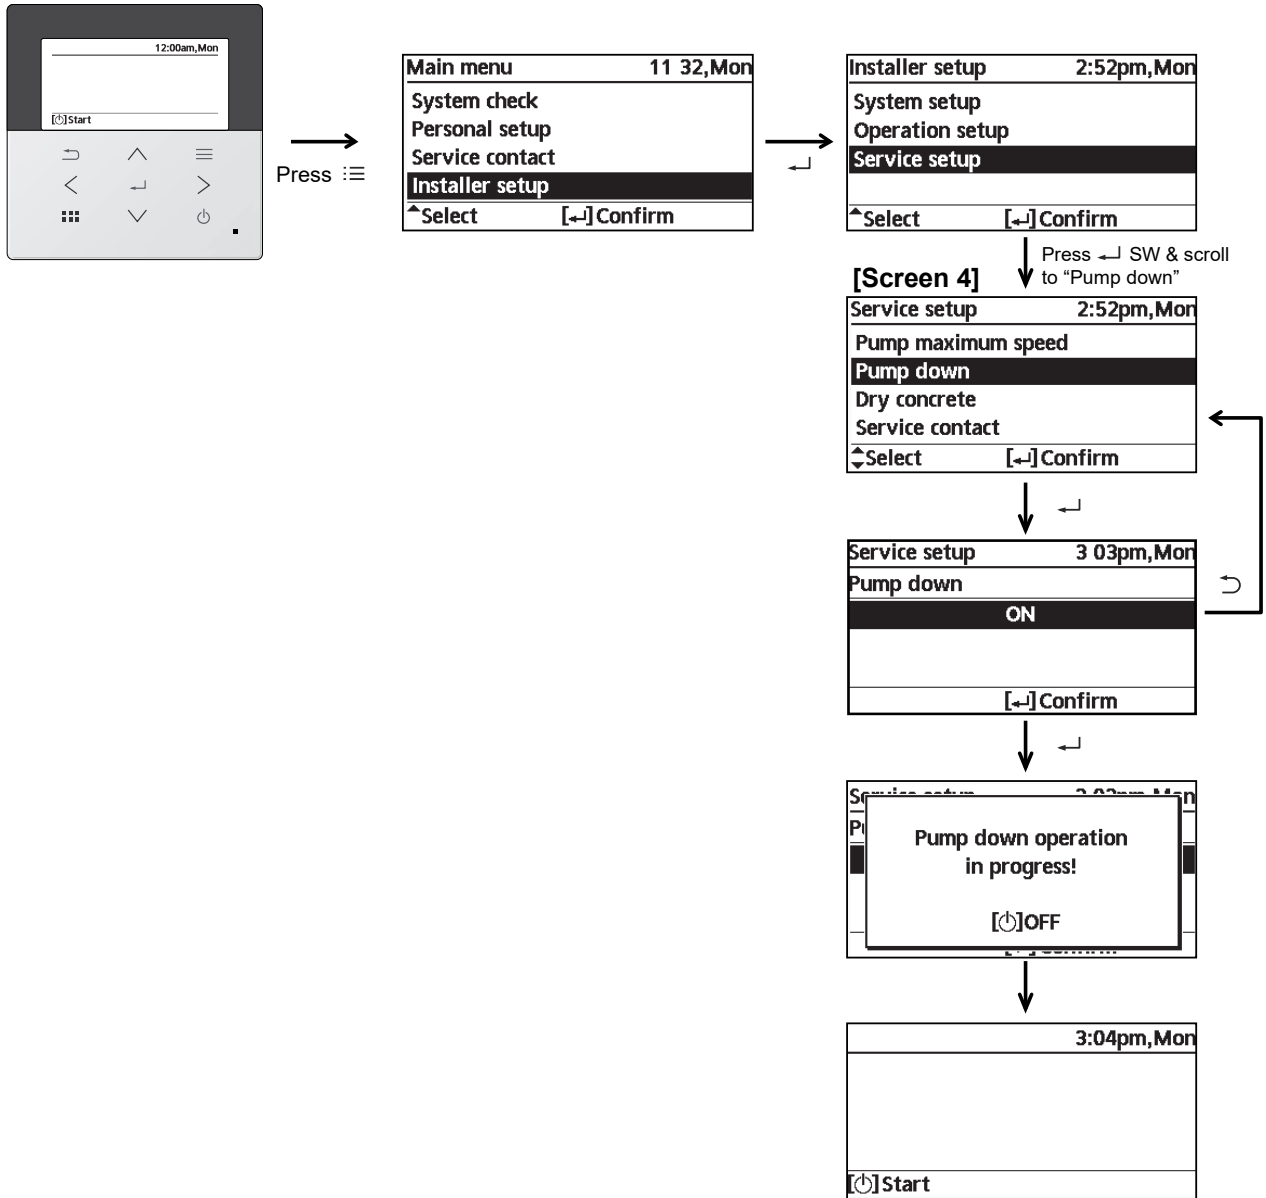 12:00am,Mon
[⏻]Start
Press
Main menu 11 32,Mon
System check
Personal setup
Service contact
Installer setup
Select [↵]Confirm
Installer setup 2:52pm,Mon
System setup
Operation setup
Service setup
Select [↵]Confirm
Press ↵ SW & scroll
to “Pump down”
[Screen 4]
Service setup 2:52pm,Mon
Pump maximum speed
Pump down
Dry concrete
Service contact
Select [↵]Confirm
Service setup 3 03pm,Mon
Pump down
ON
[↵]Confirm
Pump down operation
in progress!
[⏻]OFF
3:04pm,Mon
[⏻]Start